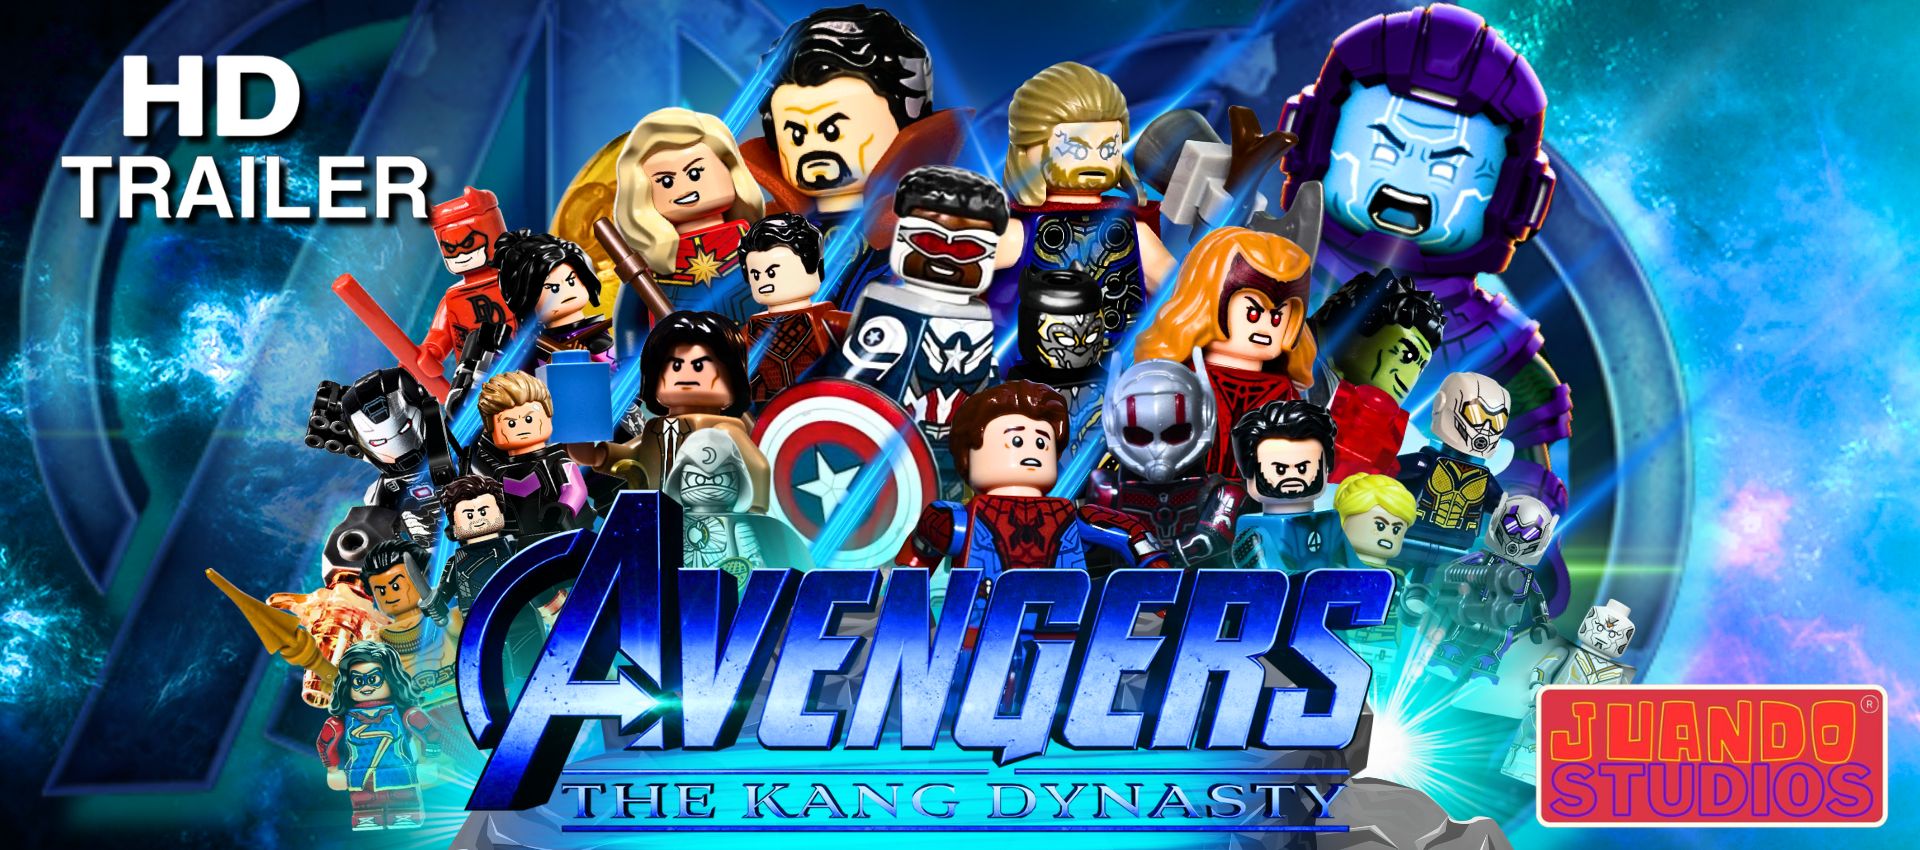 HD
TRAILER
AVENGERS
THE KANG DYNASTY
JUANDO
®
STUDIOS